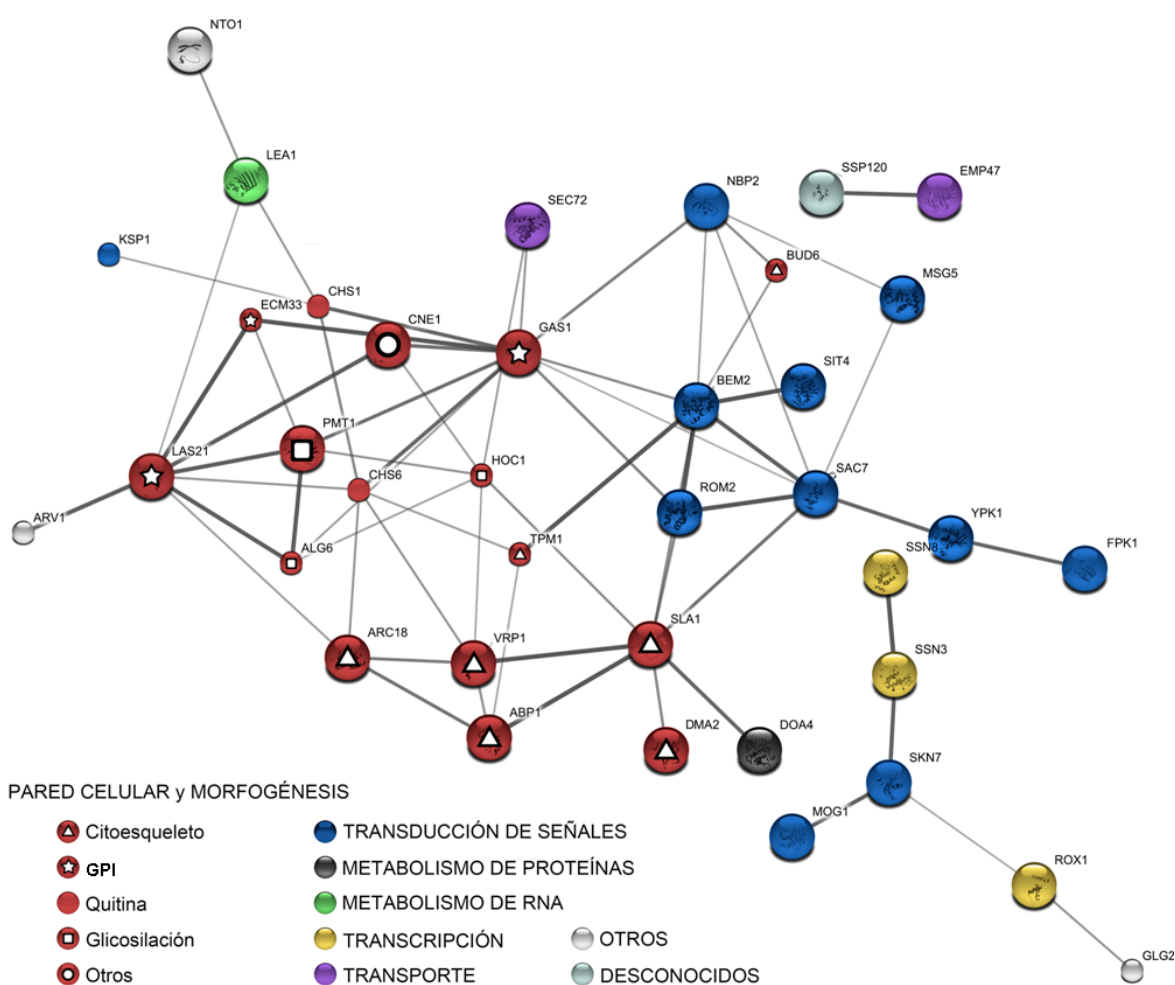 NTO1
LEA1
SSP120
EMP47
NBP2
SEC72
KSP1
BUD6
MSG5
CHS1
ECM33
CNE1
GAS1
SIT4
BEM2
PMT1
LAS21
HOC1
CHS6
SAC7
ROM2
ARV1
YPK1
TPM1
ALG6
SSN8
FPK1
SLA1
ARC18
VRP1
SSN3
ABP1
DMA2
DOA4
SKN7
MOG1
ROX1
GLG2
PARED CELULAR y MORFOGÉNESIS
Citoesqueleto
GPI
Quitina
Glicosilación
Otros
TRANSDUCCIÓN DE SEÑALES
METABOLISMO DE PROTEÍNAS
METABOLISMO DE RNA
TRANSCRIPCIÓN
TRANSPORTE
OTROS
DESCONOCIDOS